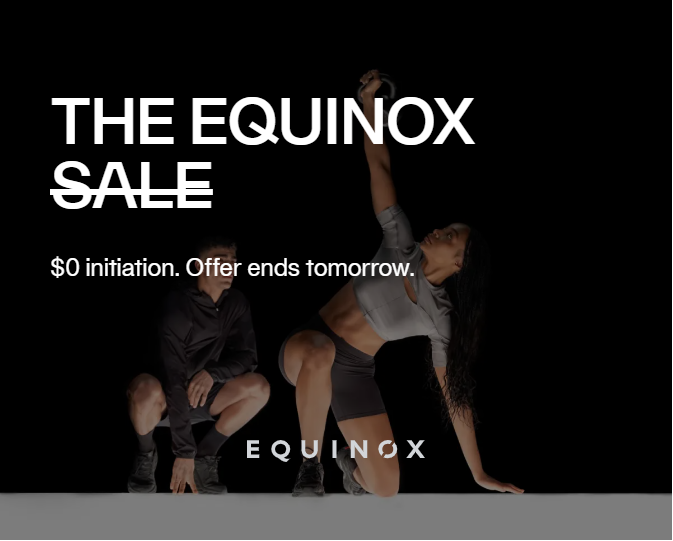 THE EQUINOX
SALE
$0 initiation. Offer ends tomorrow.
EQUINOX